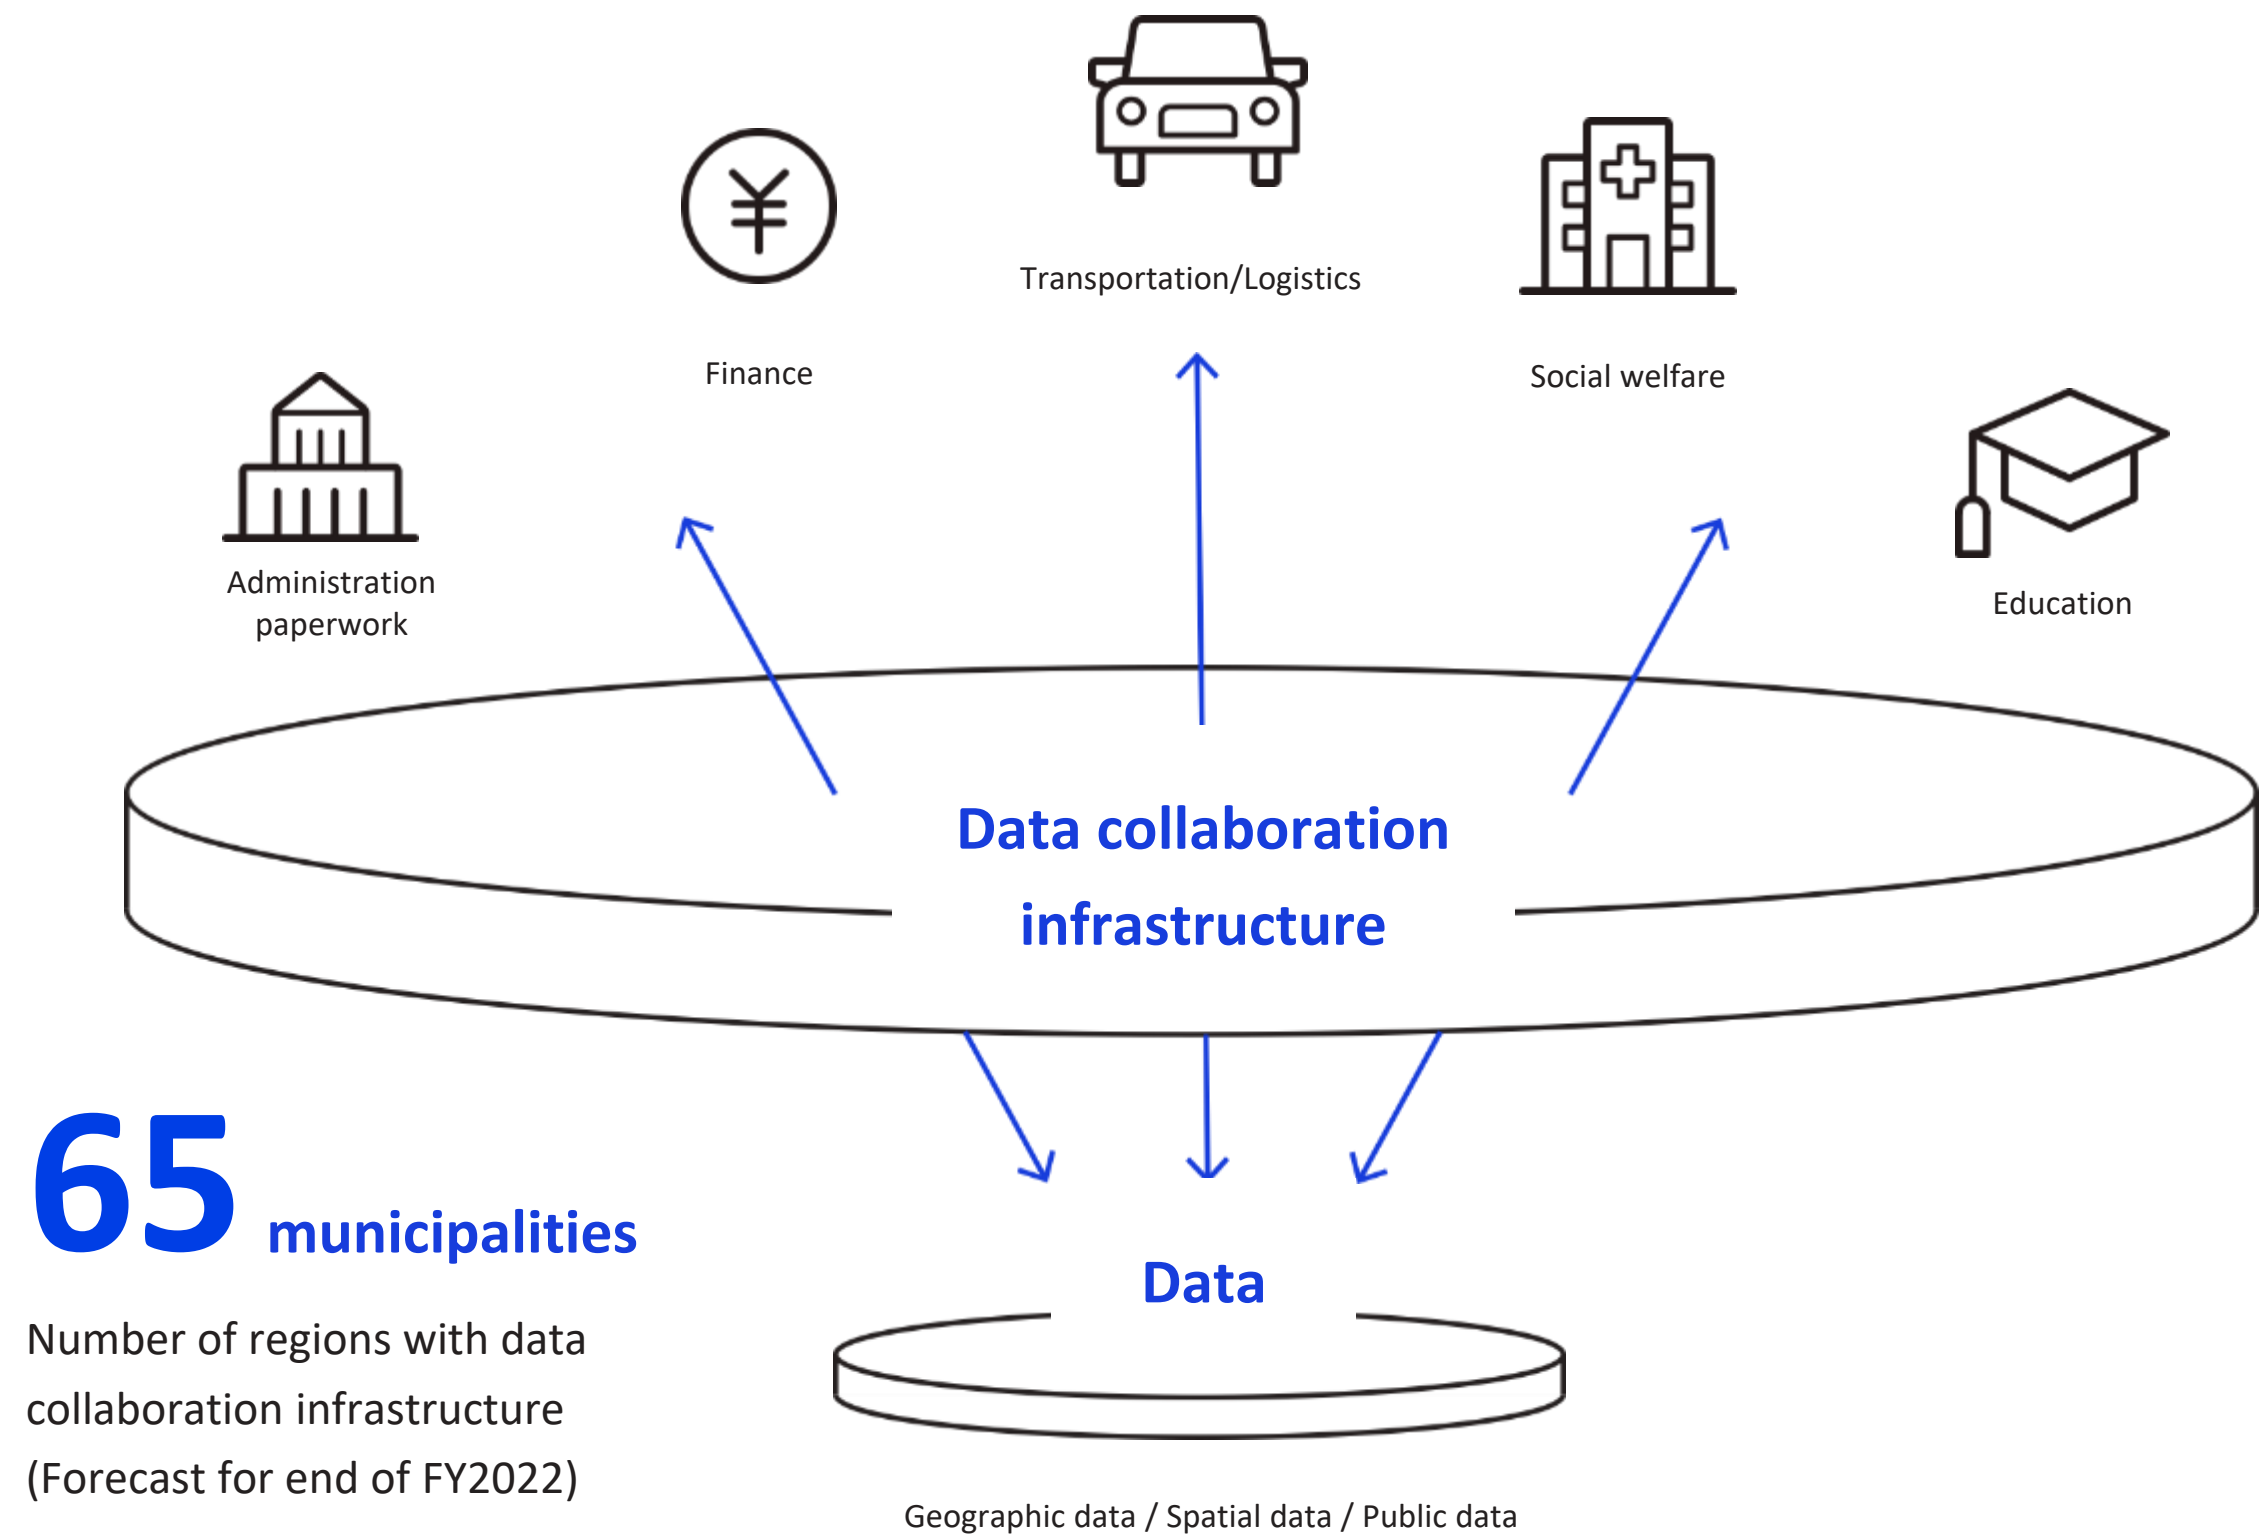 Transportation/Logistics
Finance
Social welfare
Administration
paperwork
Education
Data collaboration
infrastructure
65 municipalities
Number of regions with data
collaboration infrastructure
(Forecast for end of FY2022)
Data
Geographic data / Spatial data / Public data